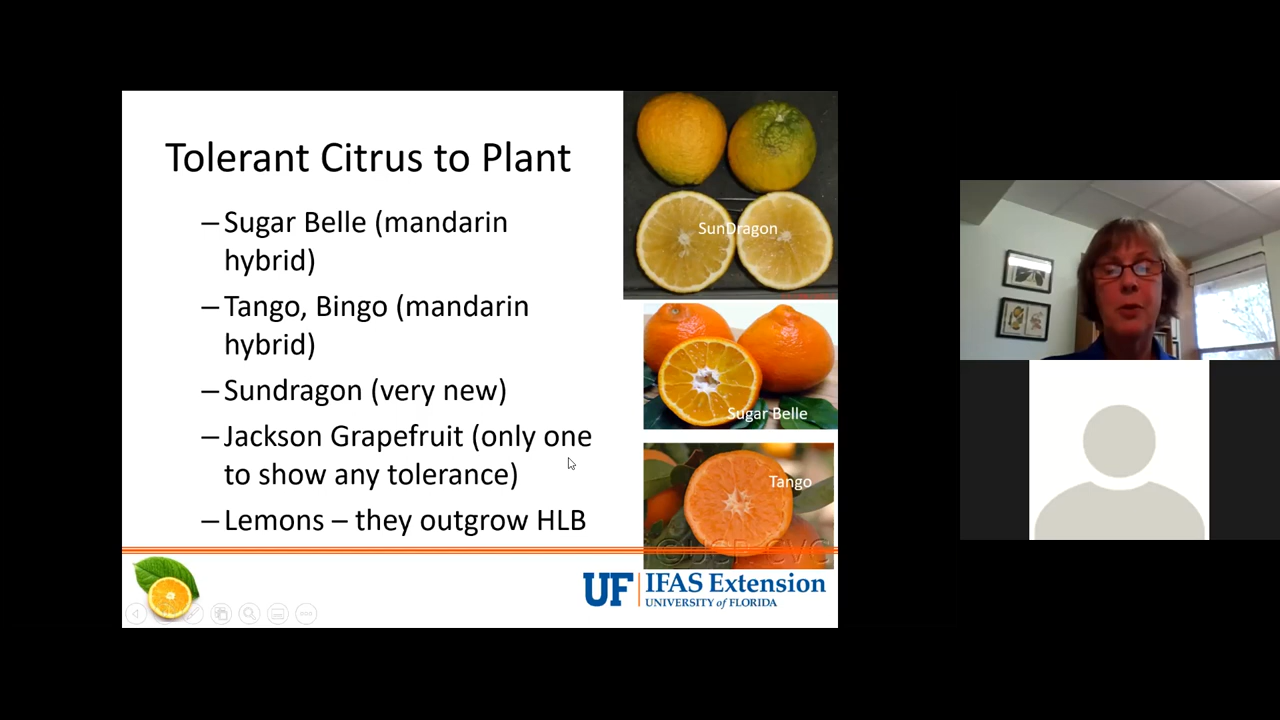 Tolerant Citrus to Plant
– Sugar Belle (mandarin
hybrid)
– Tango, Bingo (mandarin
hybrid)
– Sundragon (very new)
– Jackson Grapefruit (only one
to show any tolerance)
– Lemons – they outgrow HLB
SunDragon
Sugar Belle
Tango
UF IFAS Extension
UNIVERSITY of FLORIDA